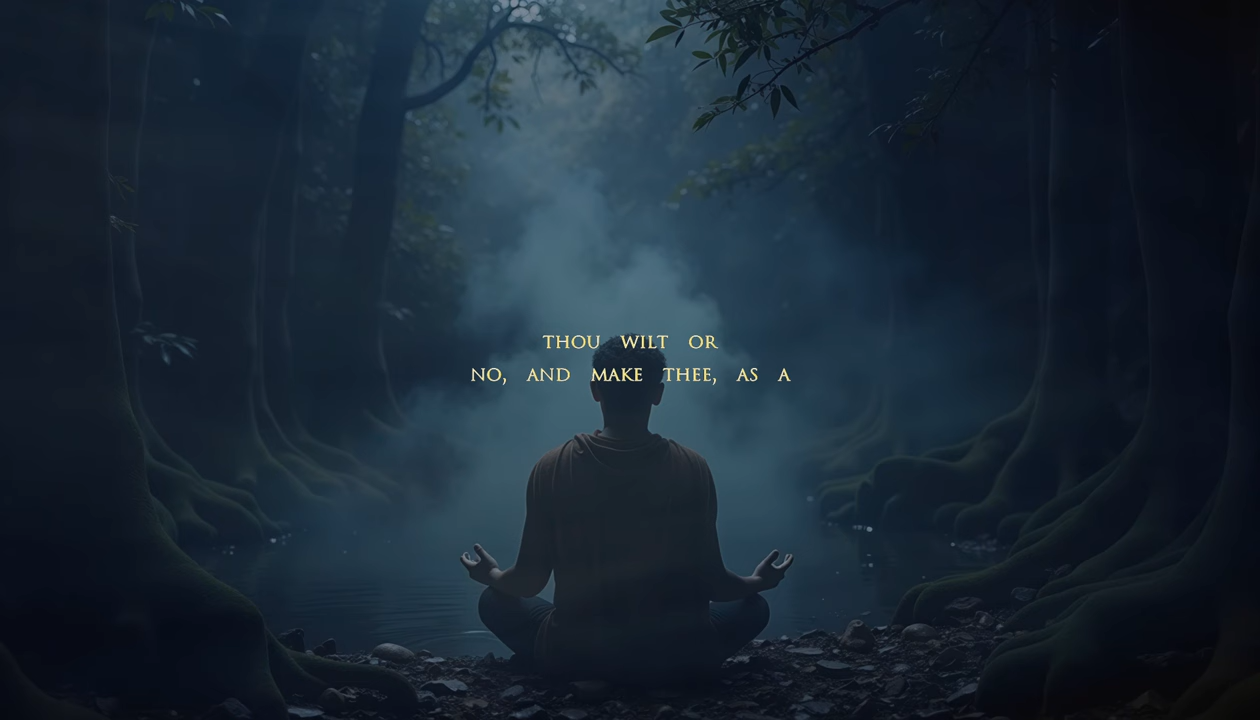 THOU WILT OR
NO, AND MAKE THEE, AS A